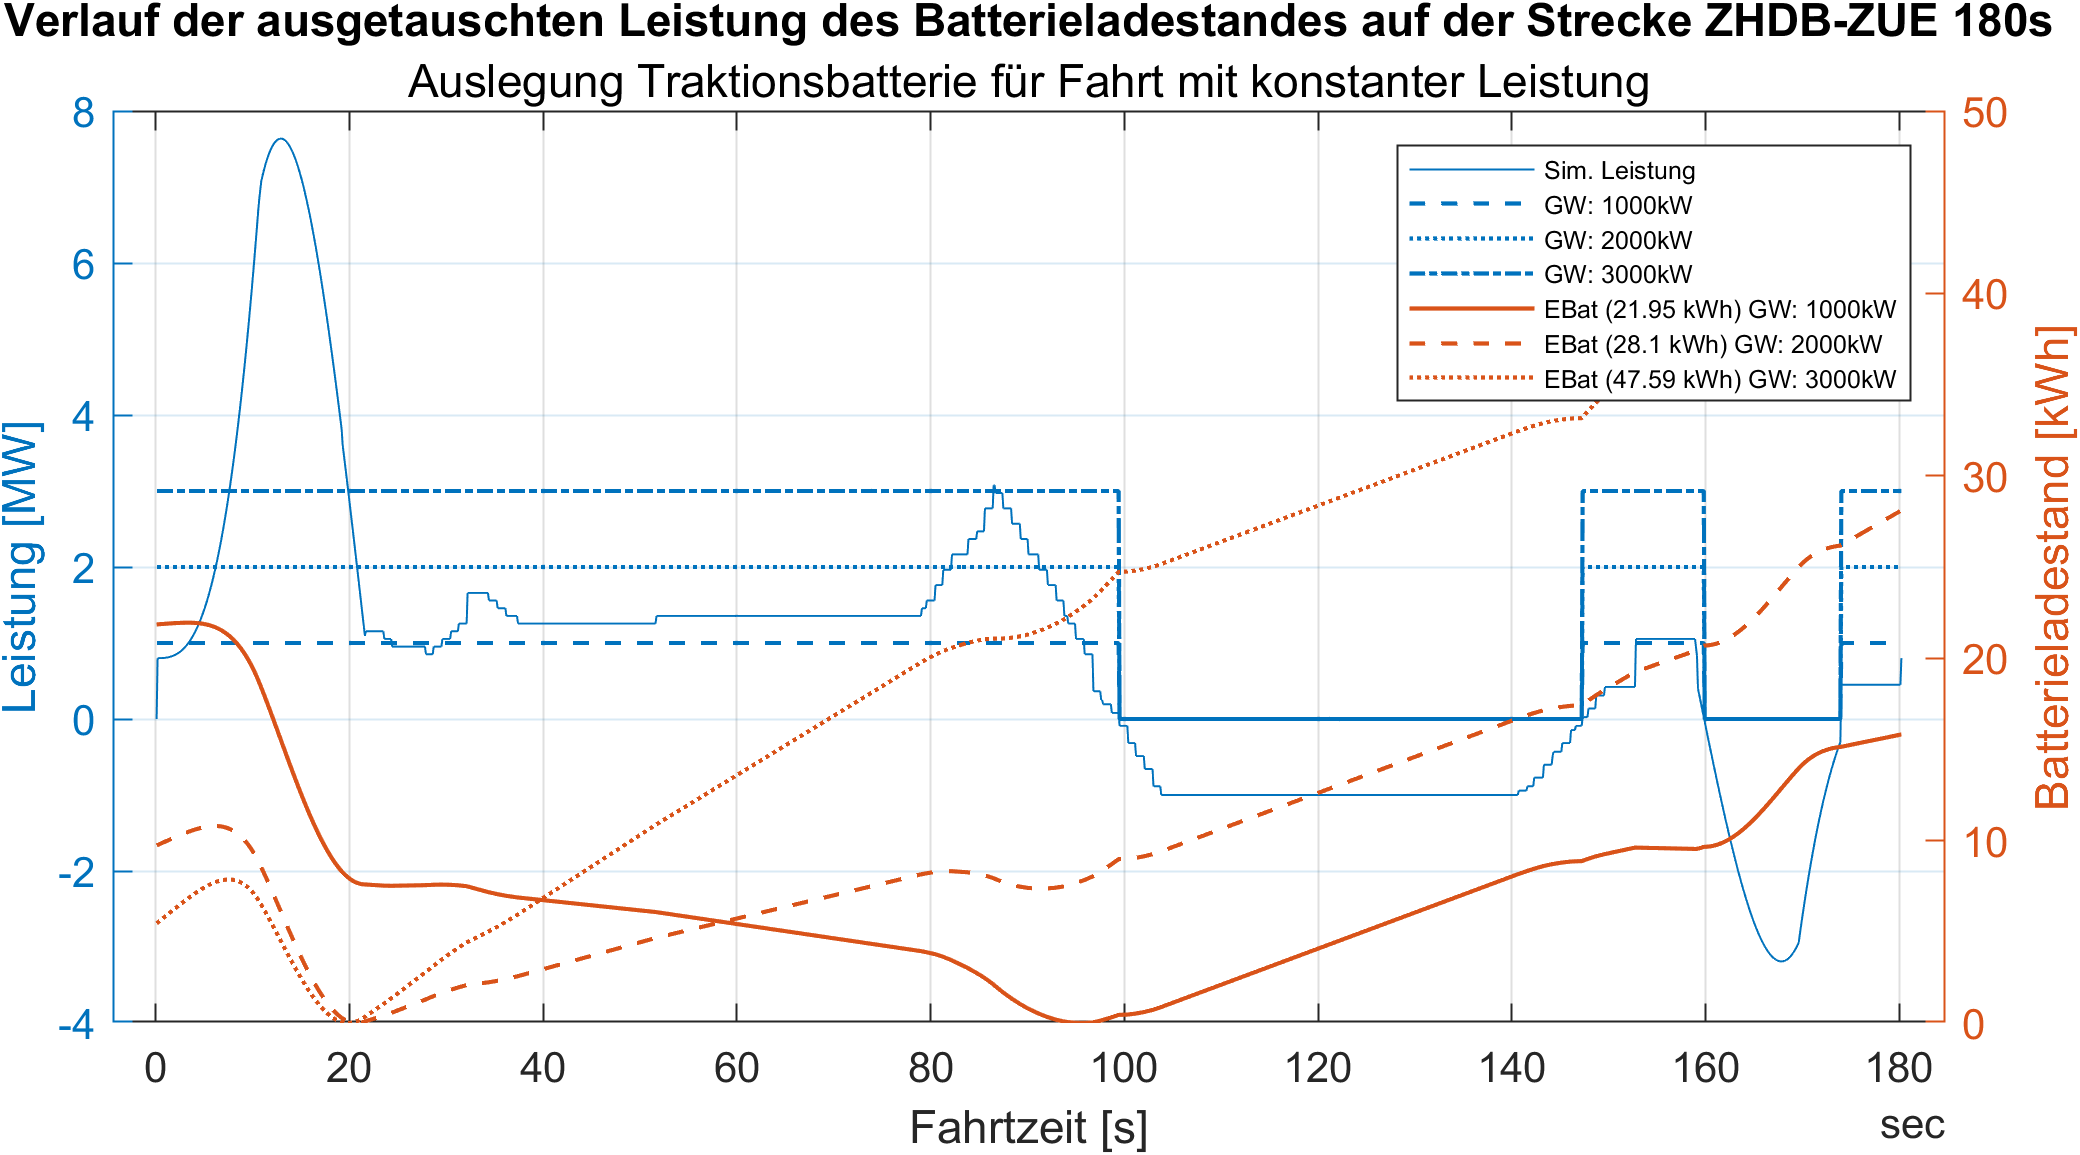 Verlauf der ausgetauschten Leistung des Batterieladestandes auf der Strecke ZHDB-ZUE 180s
Auslegung Traktionsbatterie für Fahrt mit konstanter Leistung
8
6
4
2
0
-2
-4
Leistung [MW]
50
40
30
20
10
0
Batterieladestand [kWh]
Sim. Leistung
GW: 1000kW
GW: 2000kW
GW: 3000kW
EBat (21.95 kWh) GW: 1000kW
EBat (28.1 kWh) GW: 2000kW
EBat (47.59 kWh) GW: 3000kW
0 20 40 60 80 100 120 140 160 180
Fahrtzeit [s]
sec